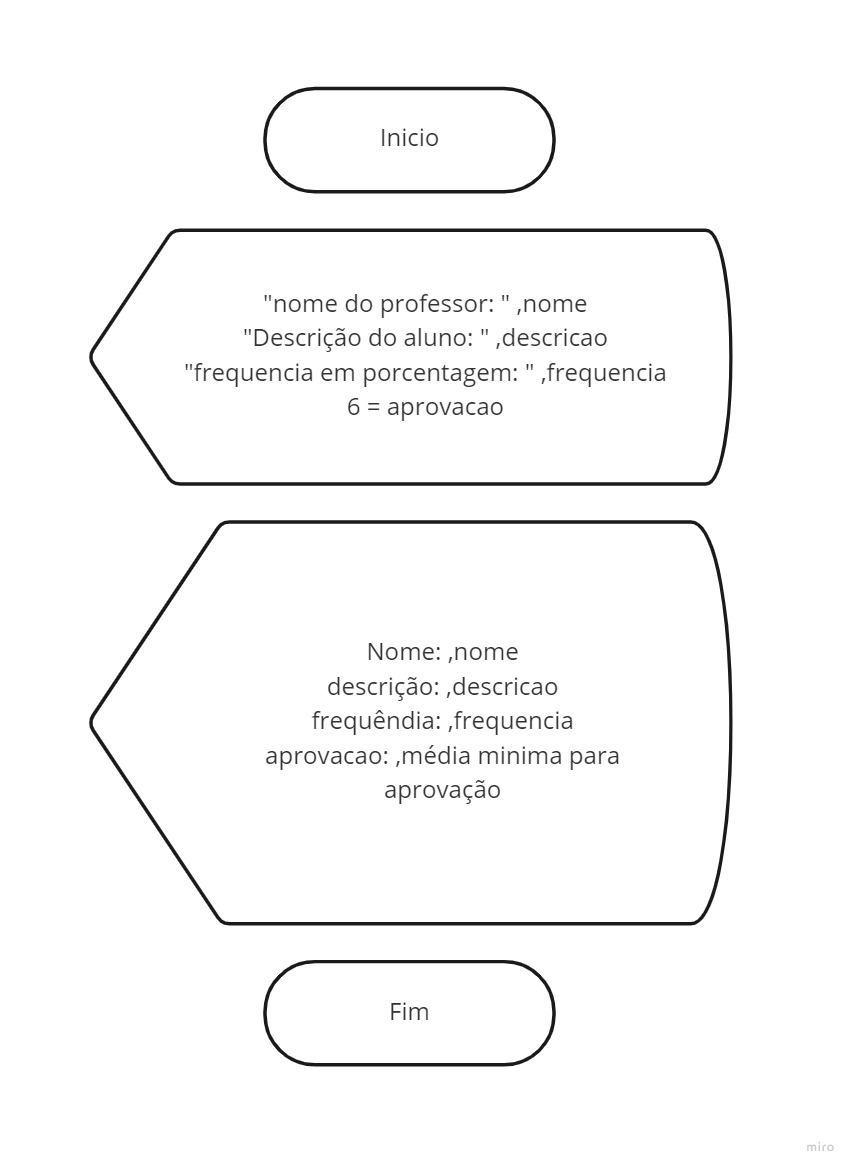 Inicio
"nome do professor: " ,nome
"Descrição do aluno: " ,descricao
"frequencia em porcentagem: " ,frequencia
6 = aprovacao
Nome: ,nome
descrição: ,descricao
frequêndia: ,frequencia
aprovacao: ,média minima para
aprovação
Fim
miro